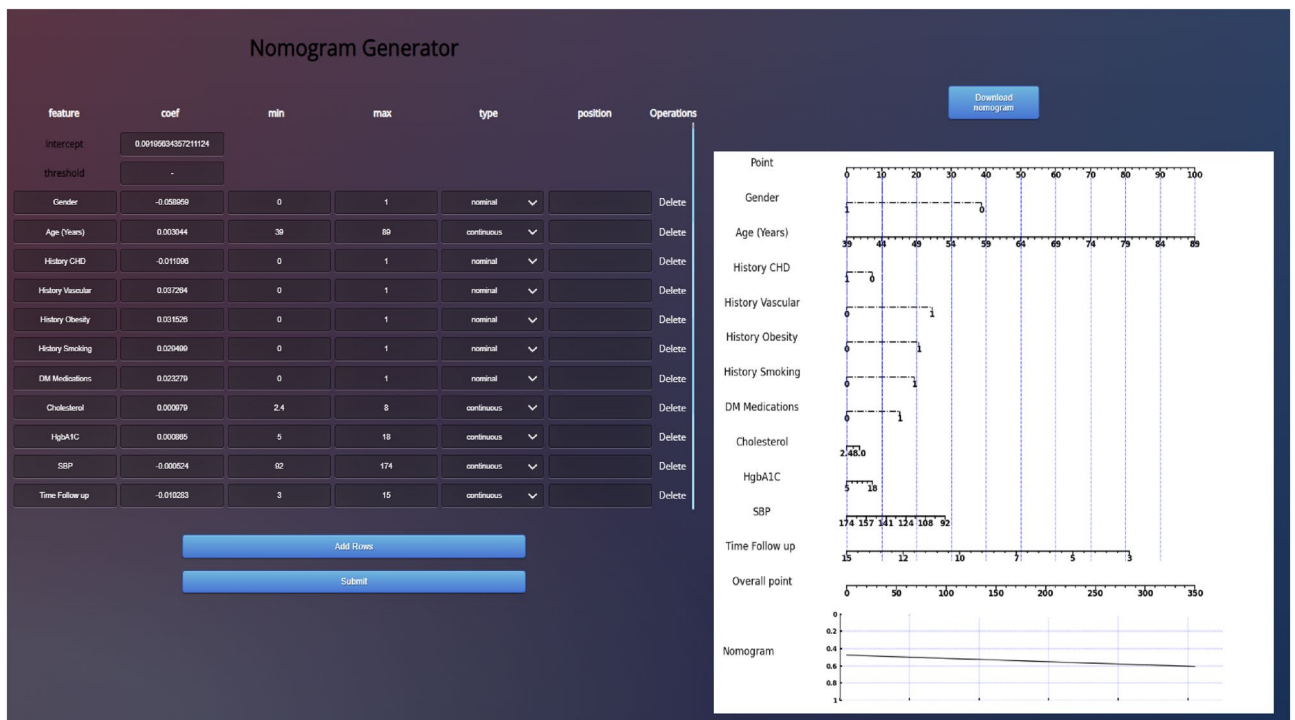 Nomogram Generator
feature coef min max type position Operations
intercept 0.09195634357211124
threshold -
Gender -0.058959 0 1 nominal Delete
Age (Years) 0.003044 39 89 continuous Delete
History CHD -0.011096 0 1 nominal Delete
History Vascular 0.037264 0 1 nominal Delete
History Obesity 0.031526 0 1 nominal Delete
History Smoking 0.029499 0 1 nominal Delete
DM Medications 0.023279 0 1 nominal Delete
Cholesterol 0.000979 2.4 8 continuous Delete
HgbA1C 0.000865 5 18 continuous Delete
SBP -0.000524 92 174 continuous Delete
Time Follow up -0.010283 3 15 continuous Delete
Add Rows
Submit
Download
nomogram
Point
0 10 20 30 40 50 60 70 80 90 100
Gender
1 0
Age (Years)
39 44 49 54 59 64 69 74 79 84 89
History CHD
1 0
History Vascular
0 1
History Obesity
0 1
History Smoking
0 1
DM Medications
0 1
Cholesterol
2.48.0
HgbA1C
5 18
SBP
174 157 141 124 108 92
Time Follow up
15 12 10 7 5 3
Overall point
0 50 100 150 200 250 300 350
Nomogram
0
0.2
0.4
0.6
0.8
1